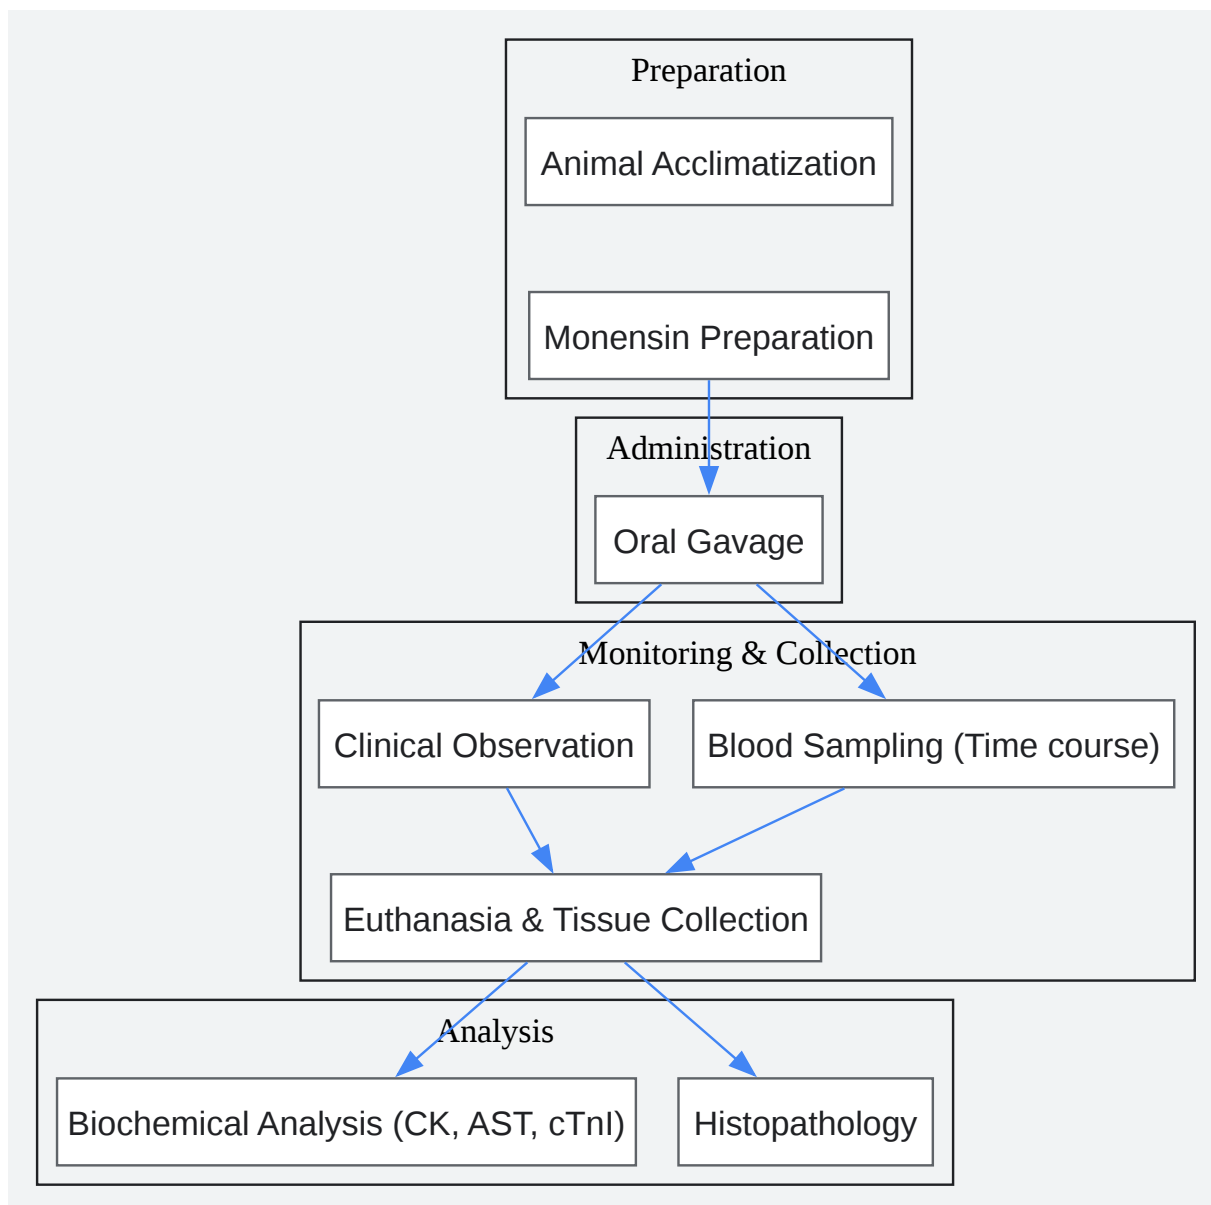 Preparation
Animal Acclimatization
Monensin Preparation
Administration
Oral Gavage
Monitoring & Collection
Clinical Observation
Blood Sampling (Time course)
Euthanasia & Tissue Collection
Analysis
Biochemical Analysis (CK, AST, cTnI)
Histopathology